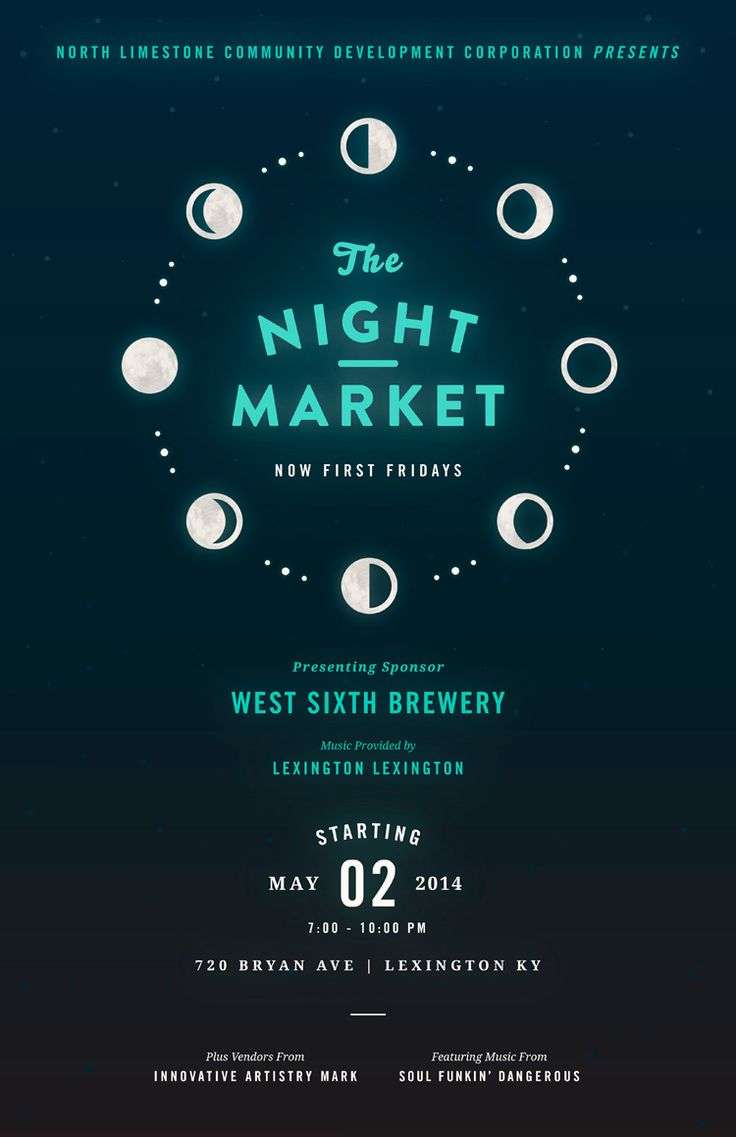 NORTH LIMESTONE COMMUNITY DEVELOPMENT CORPORATION PRESENTS
The
NIGHT
MARKET
NOW FIRST FRIDAYS
Presenting Sponsor
WEST SIXTH BREWERY
Music Provided by
LEXINGTON LEXINGTON
STARTING
MAY 02 2014
7:00 - 10:00 PM
720 BRYAN AVE | LEXINGTON KY
Plus Vendors From
INNOVATIVE ARTISTRY MARK
Featuring Music From
SOUL FUNKIN' DANGEROUS